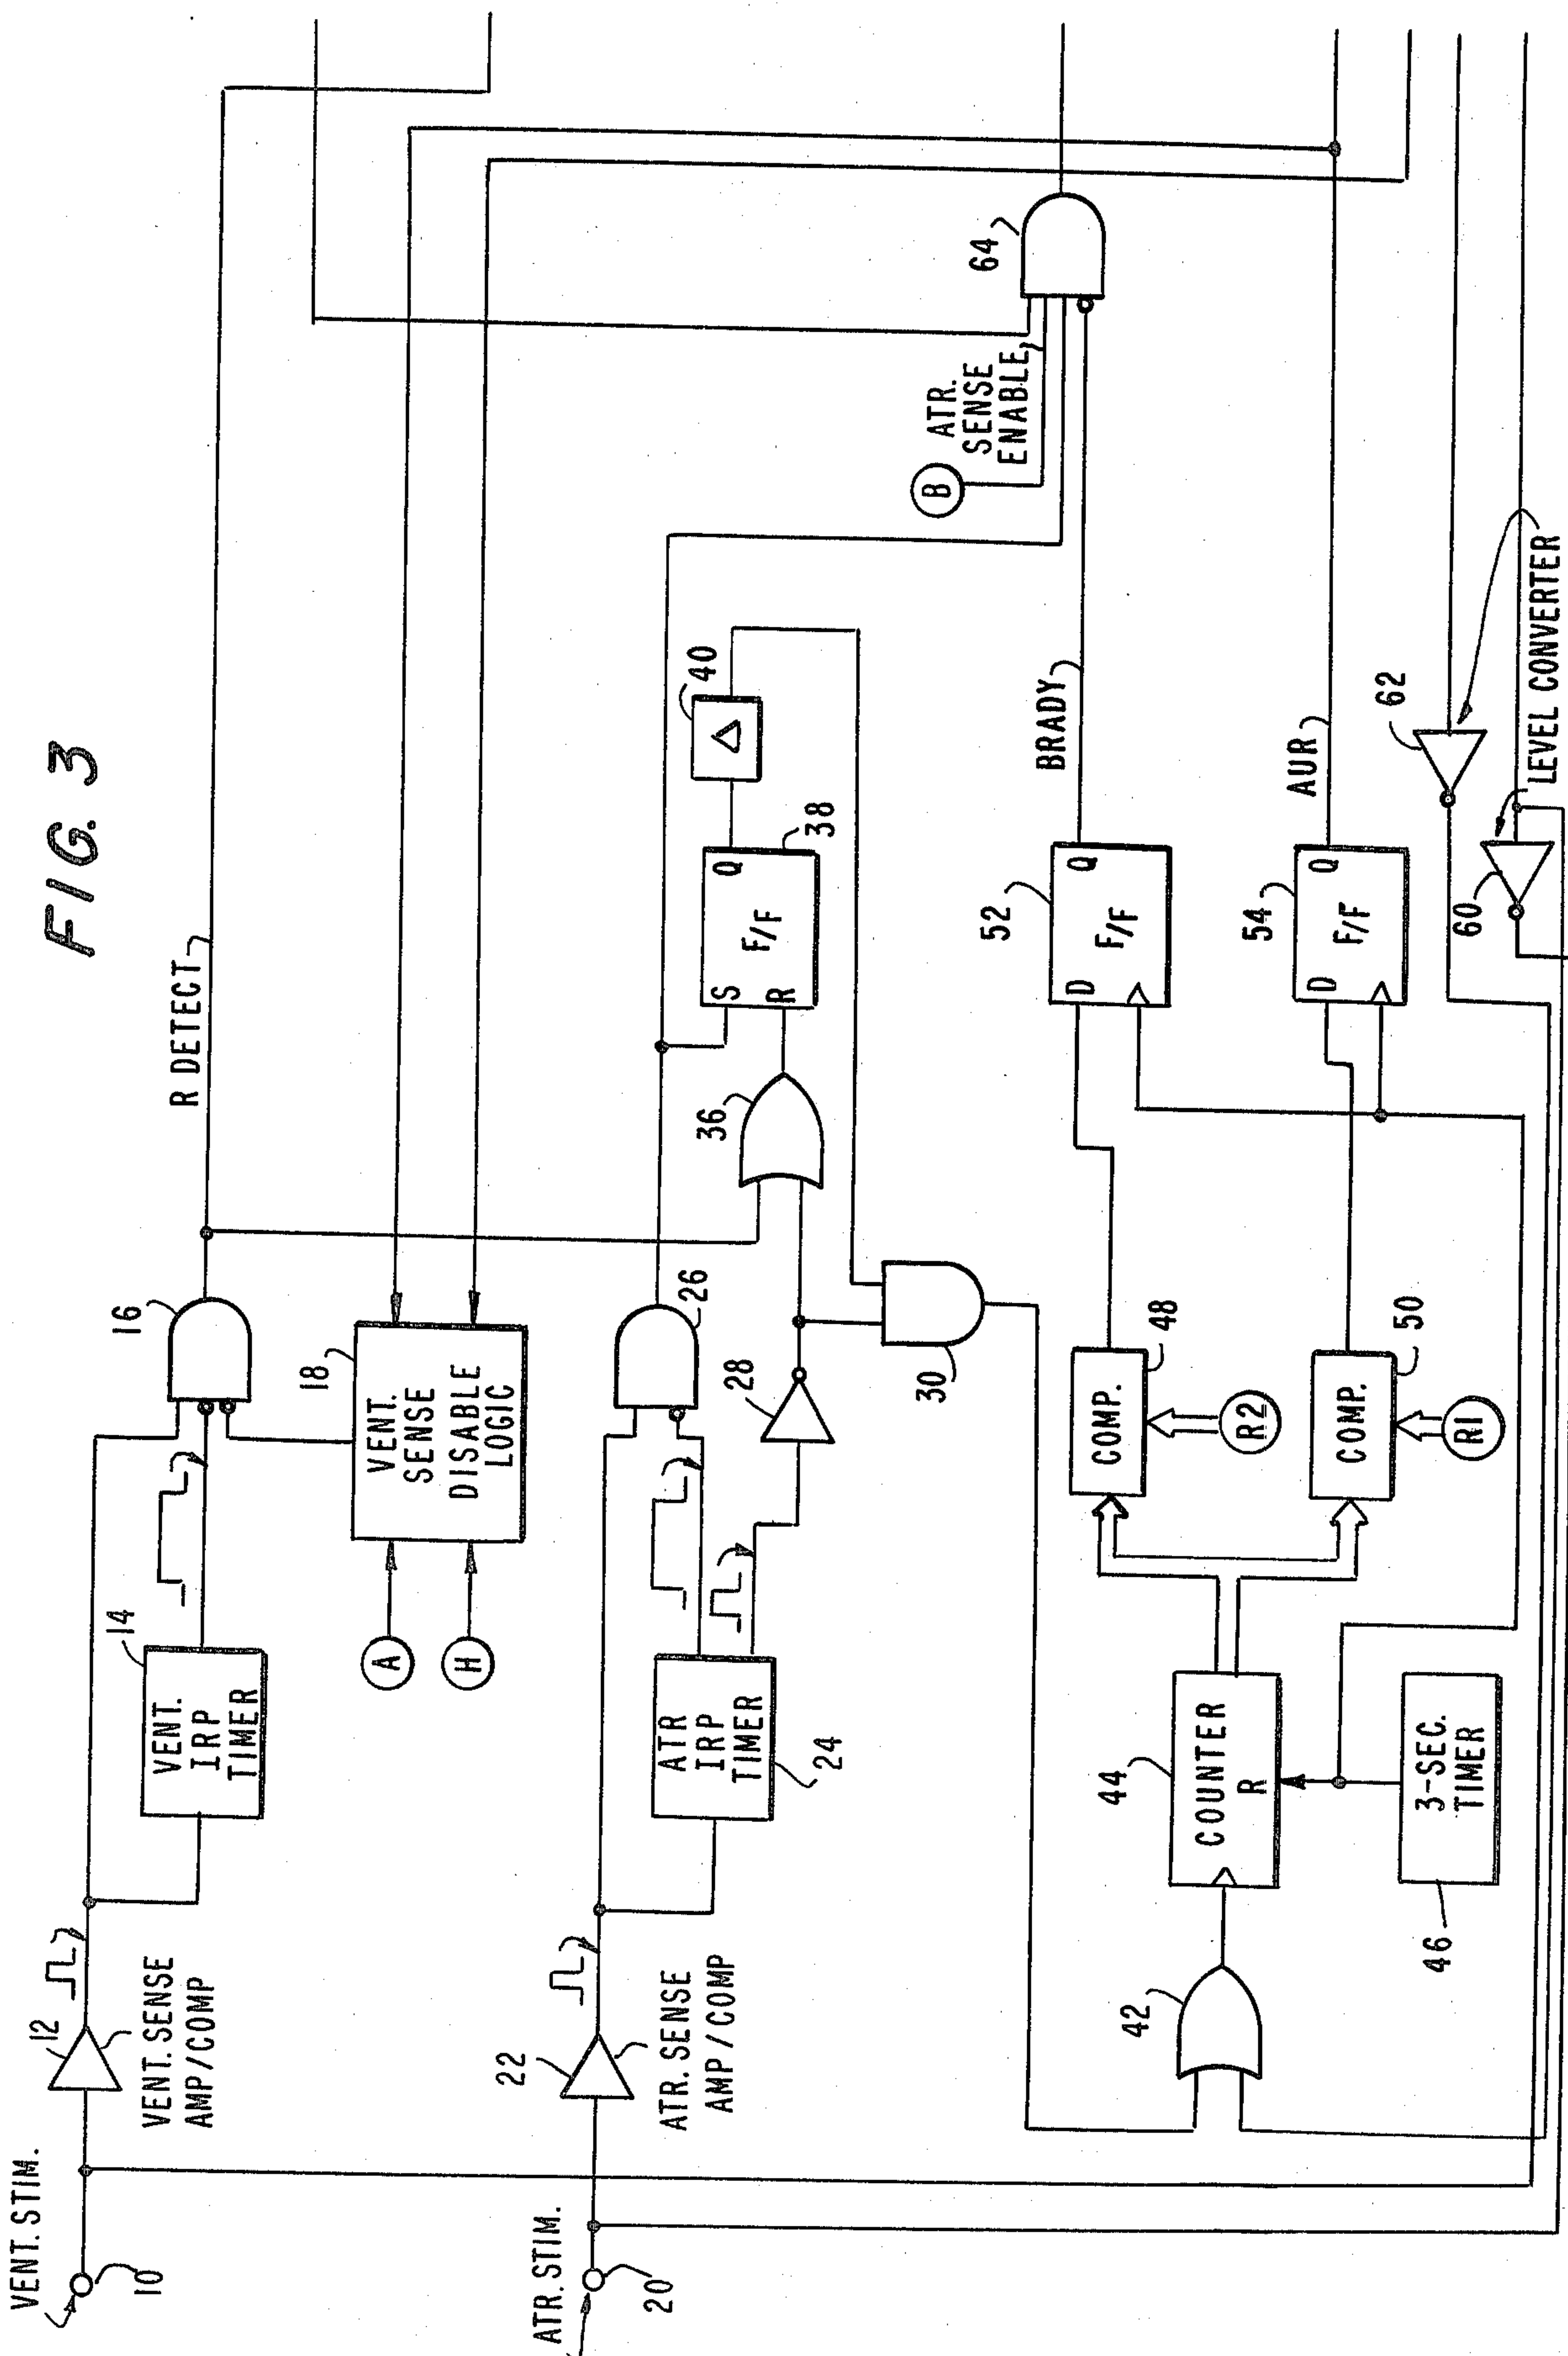 FIG. 3
VENT. STIM.
10
12
VENT. SENSE
AMP/COMP
14
VENT.
IRP
TIMER
16
R DETECT
18
VENT.
SENSE
DISABLE
LOGIC
A
H
ATR. STIM.
20
22
ATR. SENSE
AMP/COMP
ATR
IRP
TIMER
24
26
28
30
36
S
R
Q
F/F
38
Δ
40
B
ATR.
SENSE
ENABLE
64
42
44
COUNTER
R
3-SEC.
TIMER
46
COMP.
48
R2
COMP.
50
R1
52
D
Q
F/F
BRADY
54
D
Q
F/F
AUR
60
62
LEVEL CONVERTER